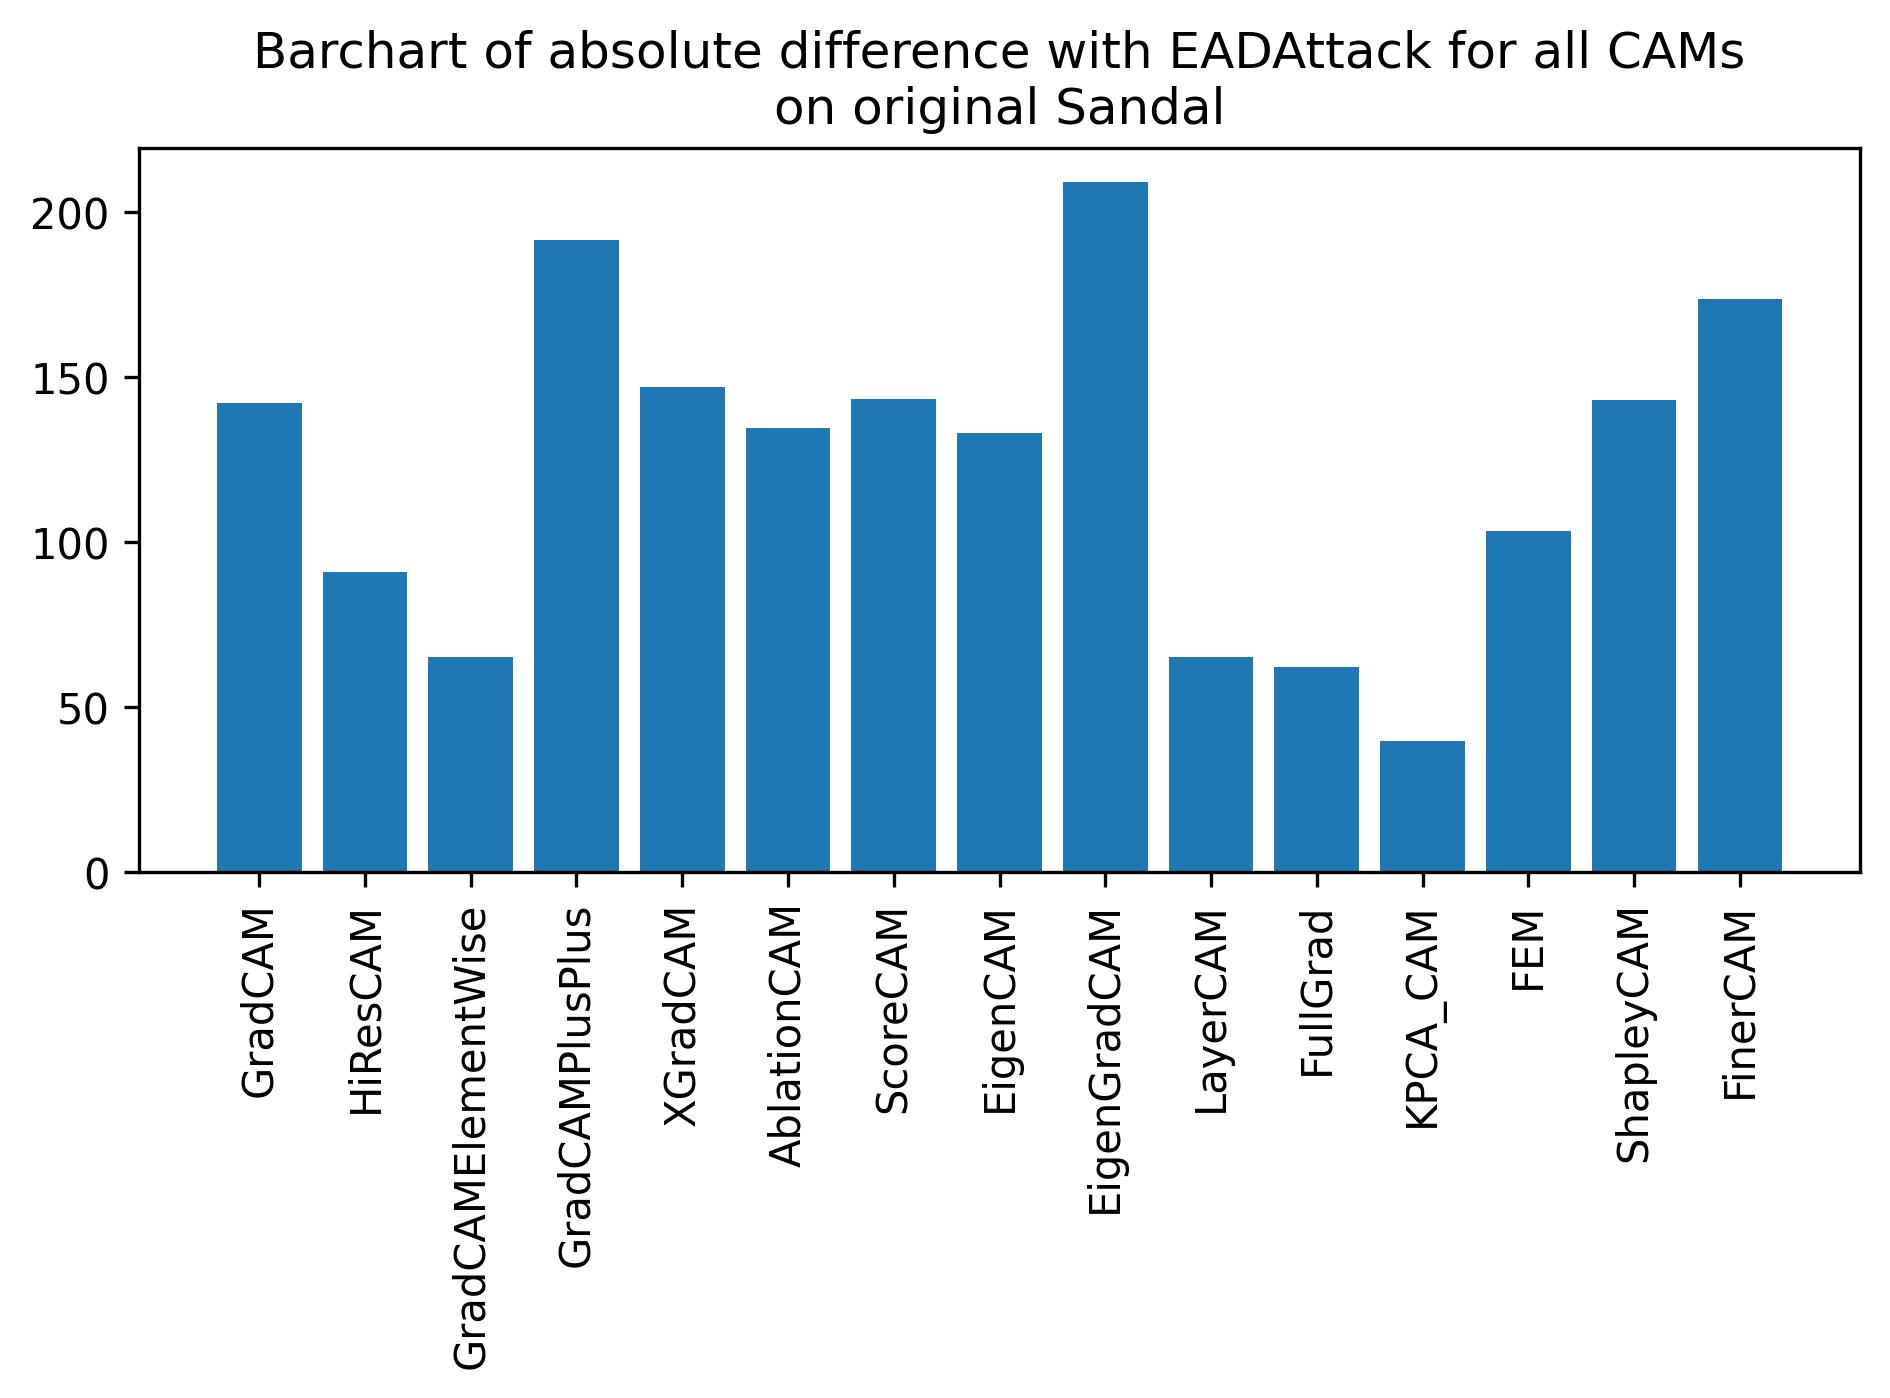 Barchart of absolute difference with EADAttack for all CAMs
on original Sandal
200
150
100
50
0
GradCAM
HiResCAM
GradCAMElementWise
GradCAMPlusPlus
XGradCAM
AblationCAM
ScoreCAM
EigenCAM
EigenGradCAM
LayerCAM
FullGrad
KPCA_CAM
FEM
ShapleyCAM
FinerCAM